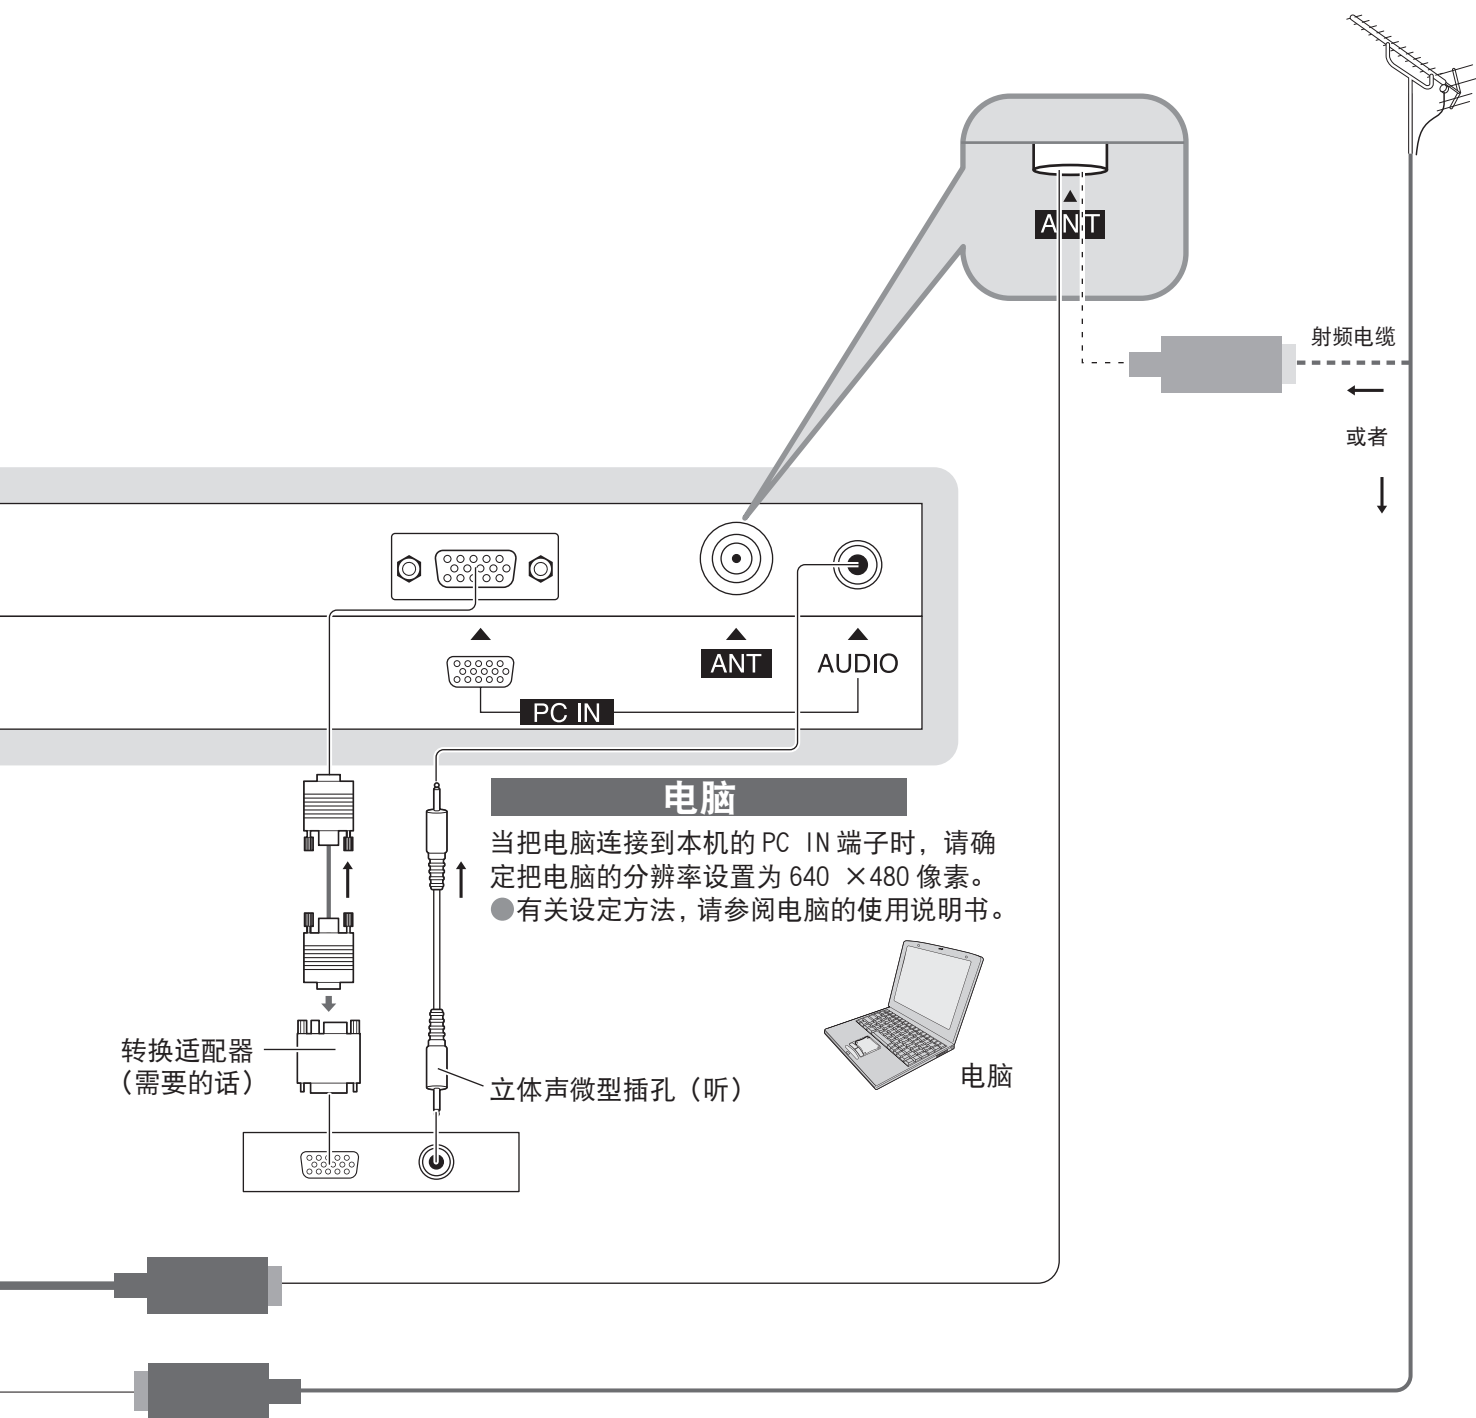 ANT
射频电缆
或者
ANT
AUDIO
PC IN
电脑
当把电脑连接到本机的 PC IN 端子时，请确
定把电脑的分辨率设置为 640 ×480 像素。
●有关设定方法，请参阅电脑的使用说明书。
转换适配器
（需要的话）
电脑
立体声微型插孔（听）